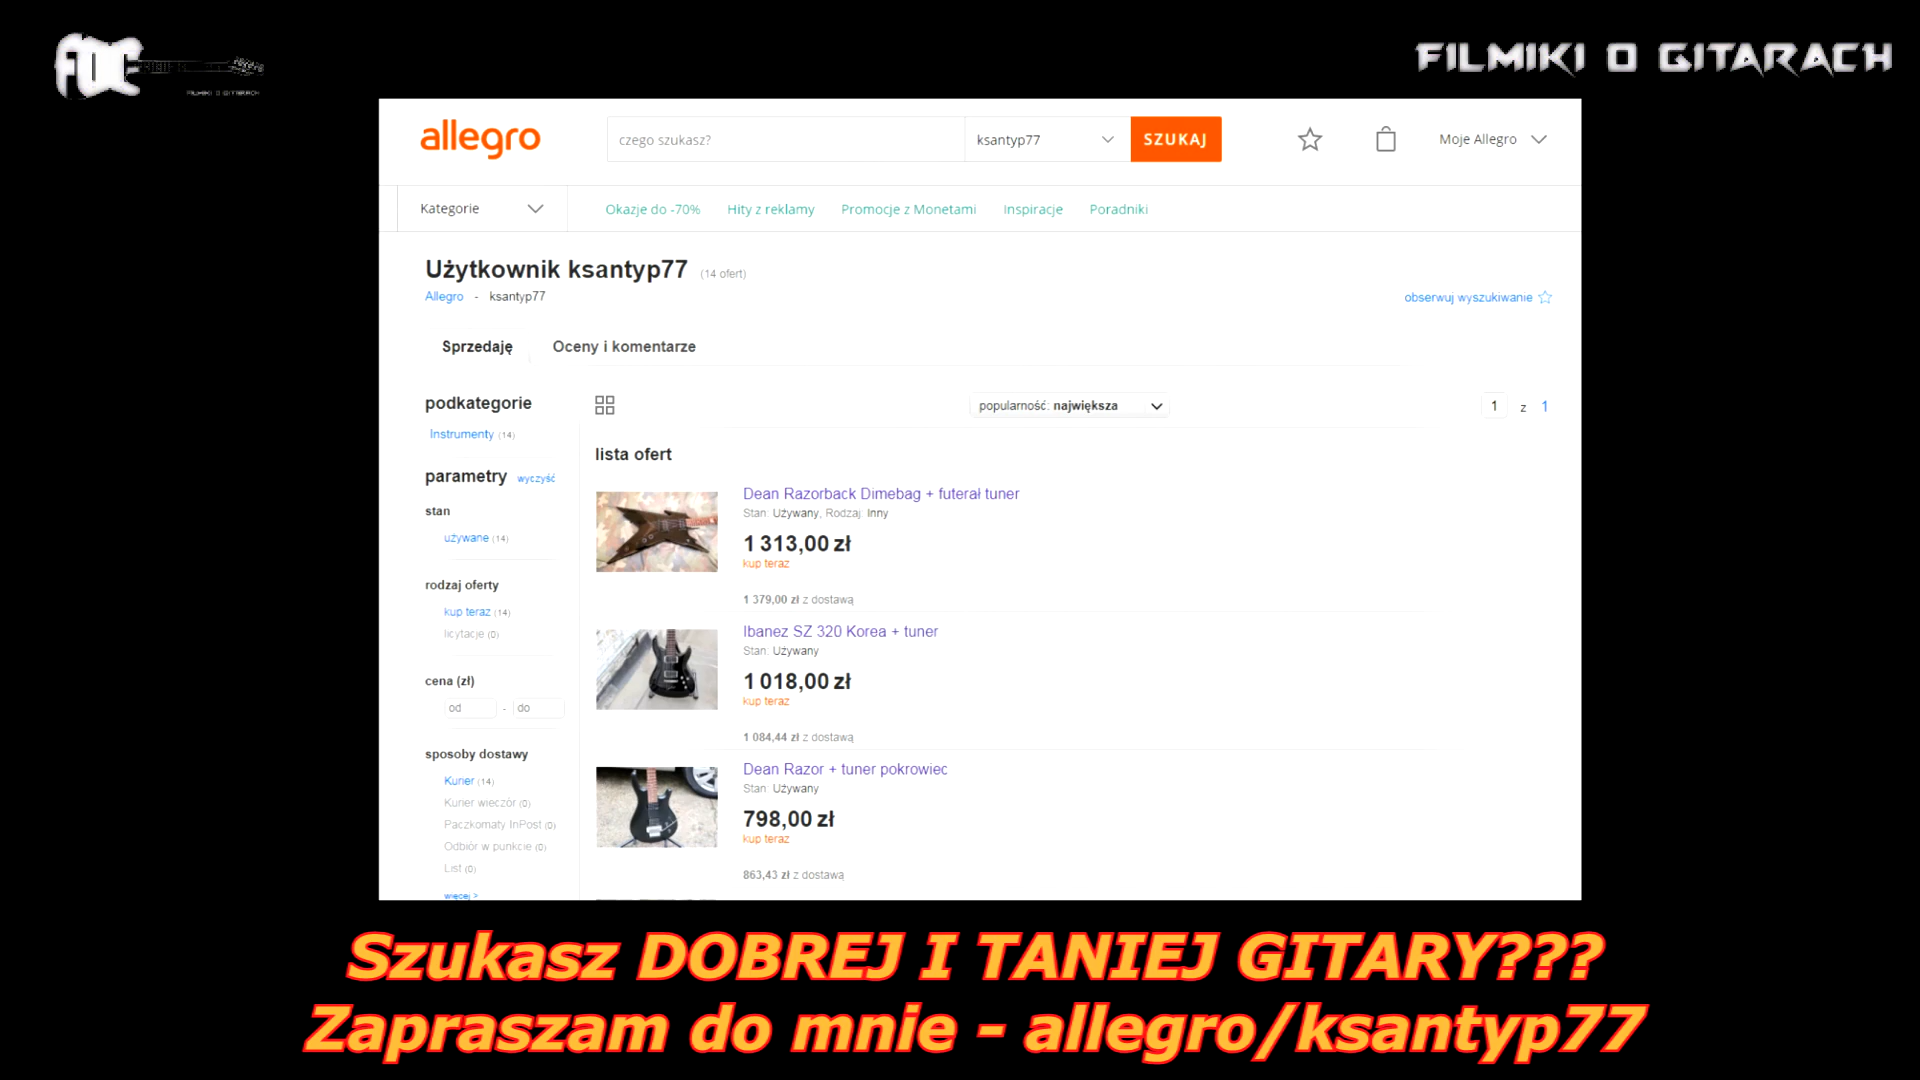 FILMIKI O GITARACH
FILMIKI O GITARACH
allegro
czego szukasz?
ksantyp77
SZUKAJ
Moje Allegro
Kategorie
Okazje do -70%
Hity z reklamy
Promocje z Monetami
Inspiracje
Poradniki
Użytkownik ksantyp77 (14 ofert)
Allegro - ksantyp77
obserwuj wyszukiwanie
Sprzedaję
Oceny i komentarze
podkategorie
Instrumenty (14)
parametry wyczyść
stan
używane (14)
rodzaj oferty
kup teraz (14)
licytacje (0)
cena (zł)
od - do
sposoby dostawy
Kurier (14)
Kurier wieczór (0)
Paczkomaty InPost (0)
Odbiór w punkcie (0)
List (0)
więcej >
popularność: największa
1 z 1
lista ofert
Dean Razorback Dimebag + futerał tuner
Stan: Używany, Rodzaj: Inny
1 313,00 zł
kup teraz
1 379,00 zł z dostawą
Ibanez SZ 320 Korea + tuner
Stan: Używany
1 018,00 zł
kup teraz
1 084,44 zł z dostawą
Dean Razor + tuner pokrowiec
Stan: Używany
798,00 zł
kup teraz
863,43 zł z dostawą
Szukasz DOBREJ I TANIEJ GITARY???
Zapraszam do mnie - allegro/ksantyp77